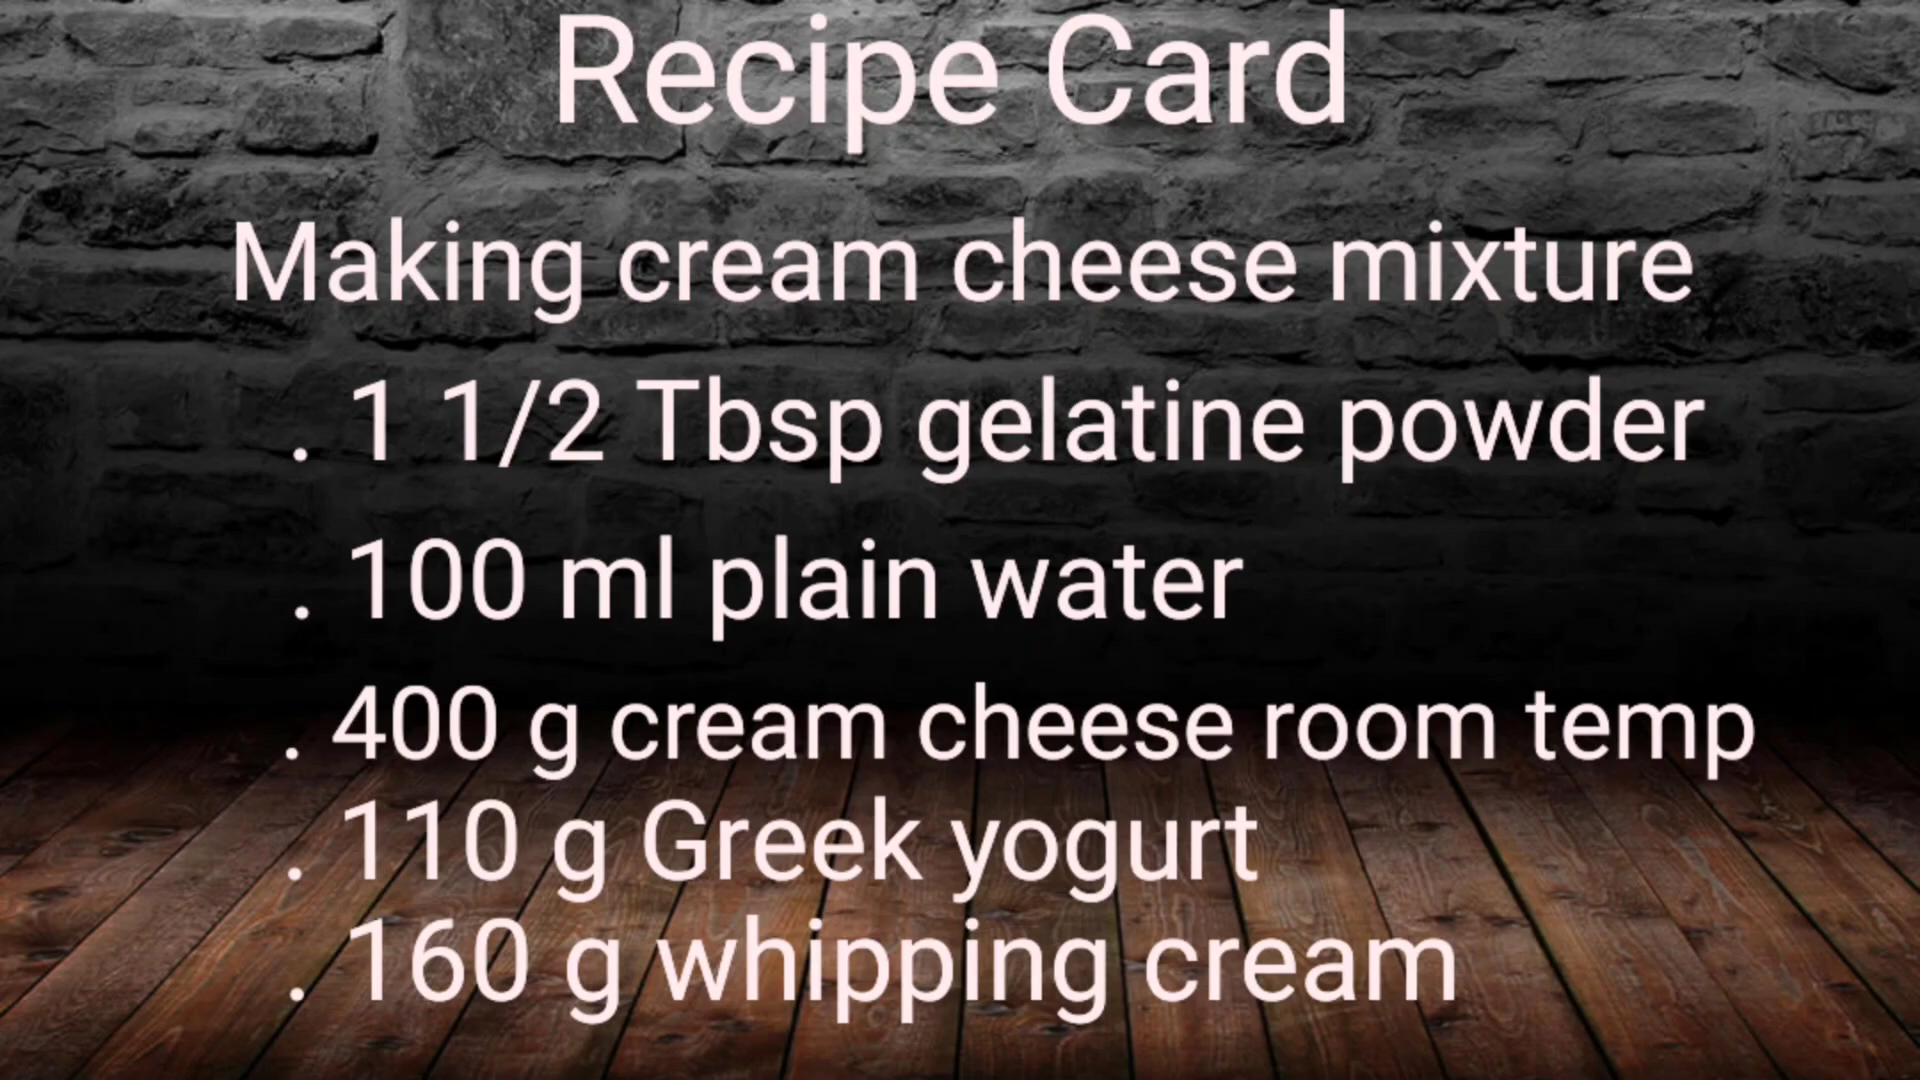 Recipe Card
Making cream cheese mixture
. 1 1/2 Tbsp gelatine powder
. 100 ml plain water
. 400 g cream cheese room temp
. 110 g Greek yogurt
. 160 g whipping cream